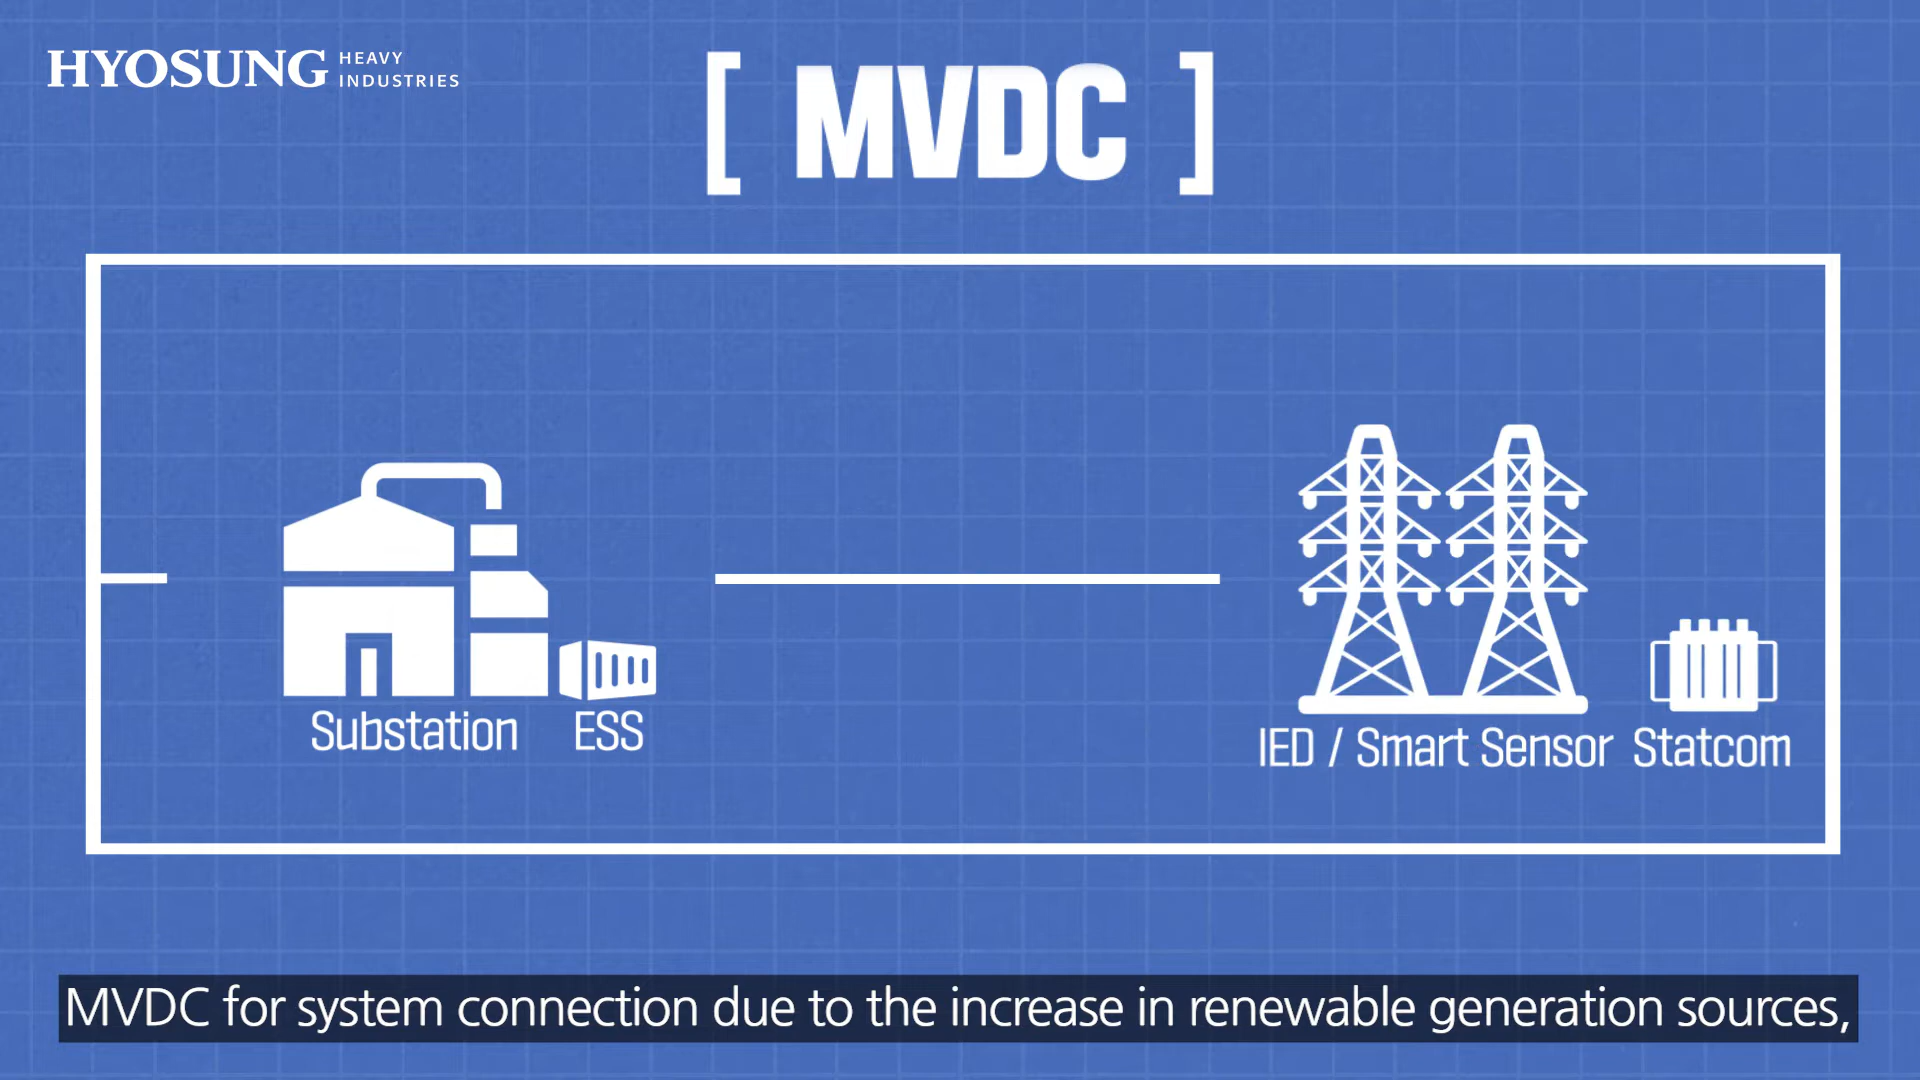 HYOSUNG HEAVY INDUSTRIES
[ MVDC ]
Substation ESS
IED / Smart Sensor Statcom
MVDC for system connection due to the increase in renewable generation sources,